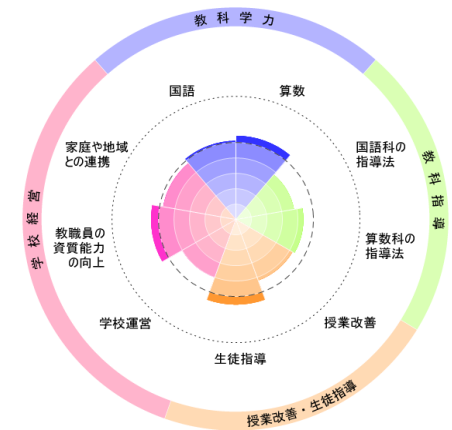 教科学力
国語
算数
家庭や地域
との連携
国語科の
指導法
教科指導
学校経営
教職員の
資質能力
の向上
算数科の
指導法
学校運営
授業改善
生徒指導
授業改善・生徒指導